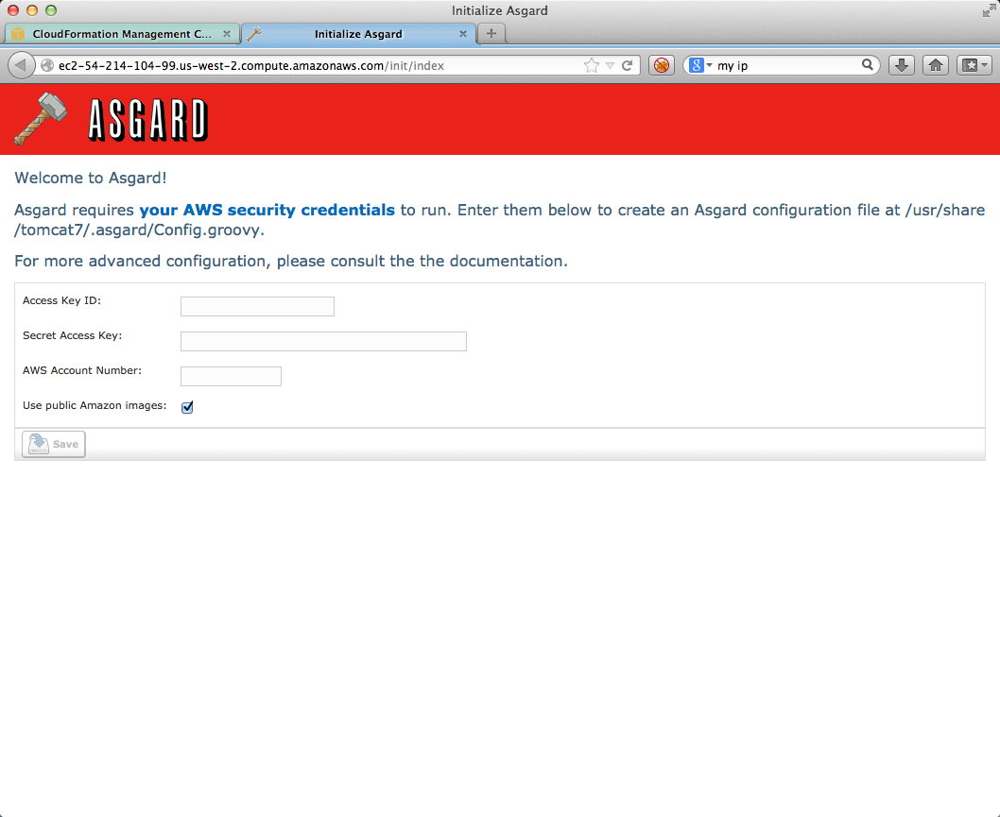 Initialize Asgard
CloudFormation Management C...
Initialize Asgard
ec2-54-214-104-99.us-west-2.compute.amazonaws.com/init/index
8 my ip
ASGARD
Welcome to Asgard!
Asgard requires your AWS security credentials to run. Enter them below to create an Asgard configuration file at /usr/share
/tomcat7/.asgard/Config.groovy.
For more advanced configuration, please consult the the documentation.
Access Key ID:
Secret Access Key:
AWS Account Number:
Use public Amazon images:
Save